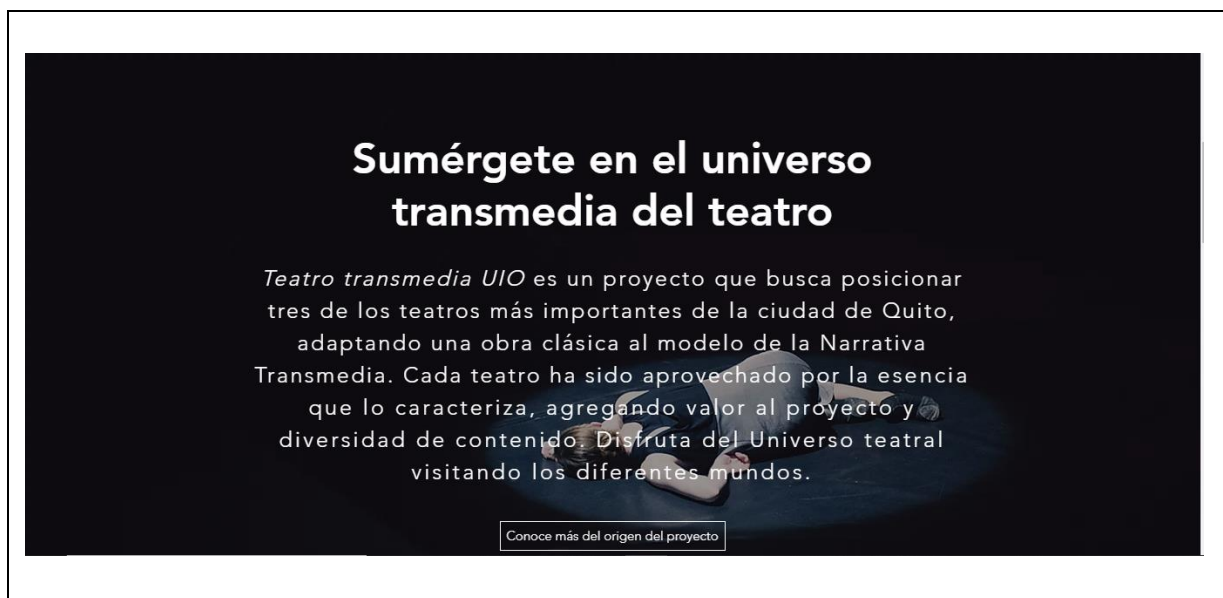 Sumérgete en el universo
transmedia del teatro
Teatro transmedia UIO es un proyecto que busca posicionar
tres de los teatros más importantes de la ciudad de Quito,
adaptando una obra clásica al modelo de la Narrativa
Transmedia. Cada teatro ha sido aprovechado por la esencia
que lo caracteriza, agregando valor al proyecto y
diversidad de contenido. Disfruta del Universo teatral
visitando los diferentes mundos.
Conoce más del origen del proyecto